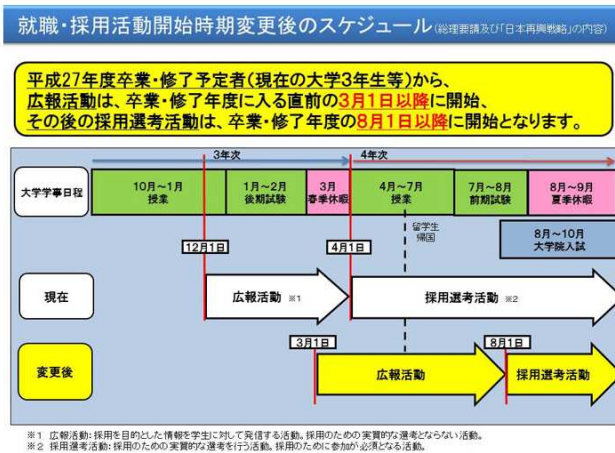 就職・採用活動開始時期変更後のスケジュール(総理要請及び「日本再興戦略」の内容)
平成27年度卒業・修了予定者(現在の大学3年生等)から、
広報活動は、卒業・修了年度に入る直前の3月1日以降に開始、
その後の採用選考活動は、卒業・修了年度の8月1日以降に開始となります。
3年次
4年次
大学学事日程
10月～1月
授業
1月～2月
後期試験
3月
春季休暇
4月～7月
授業
7月～8月
前期試験
8月～9月
夏季休暇
留学生
帰国
8月～10月
大学院入試
12月1日
4月1日
現在
広報活動 ※1
採用選考活動 ※2
3月1日
8月1日
変更後
広報活動
採用選考活動
※1 広報活動:採用を目的とした情報を学生に対して発信する活動。採用のための実質的な選考とならない活動。
※2 採用選考活動:採用のための実質的な選考を行う活動。採用のために参加が必須となる活動。